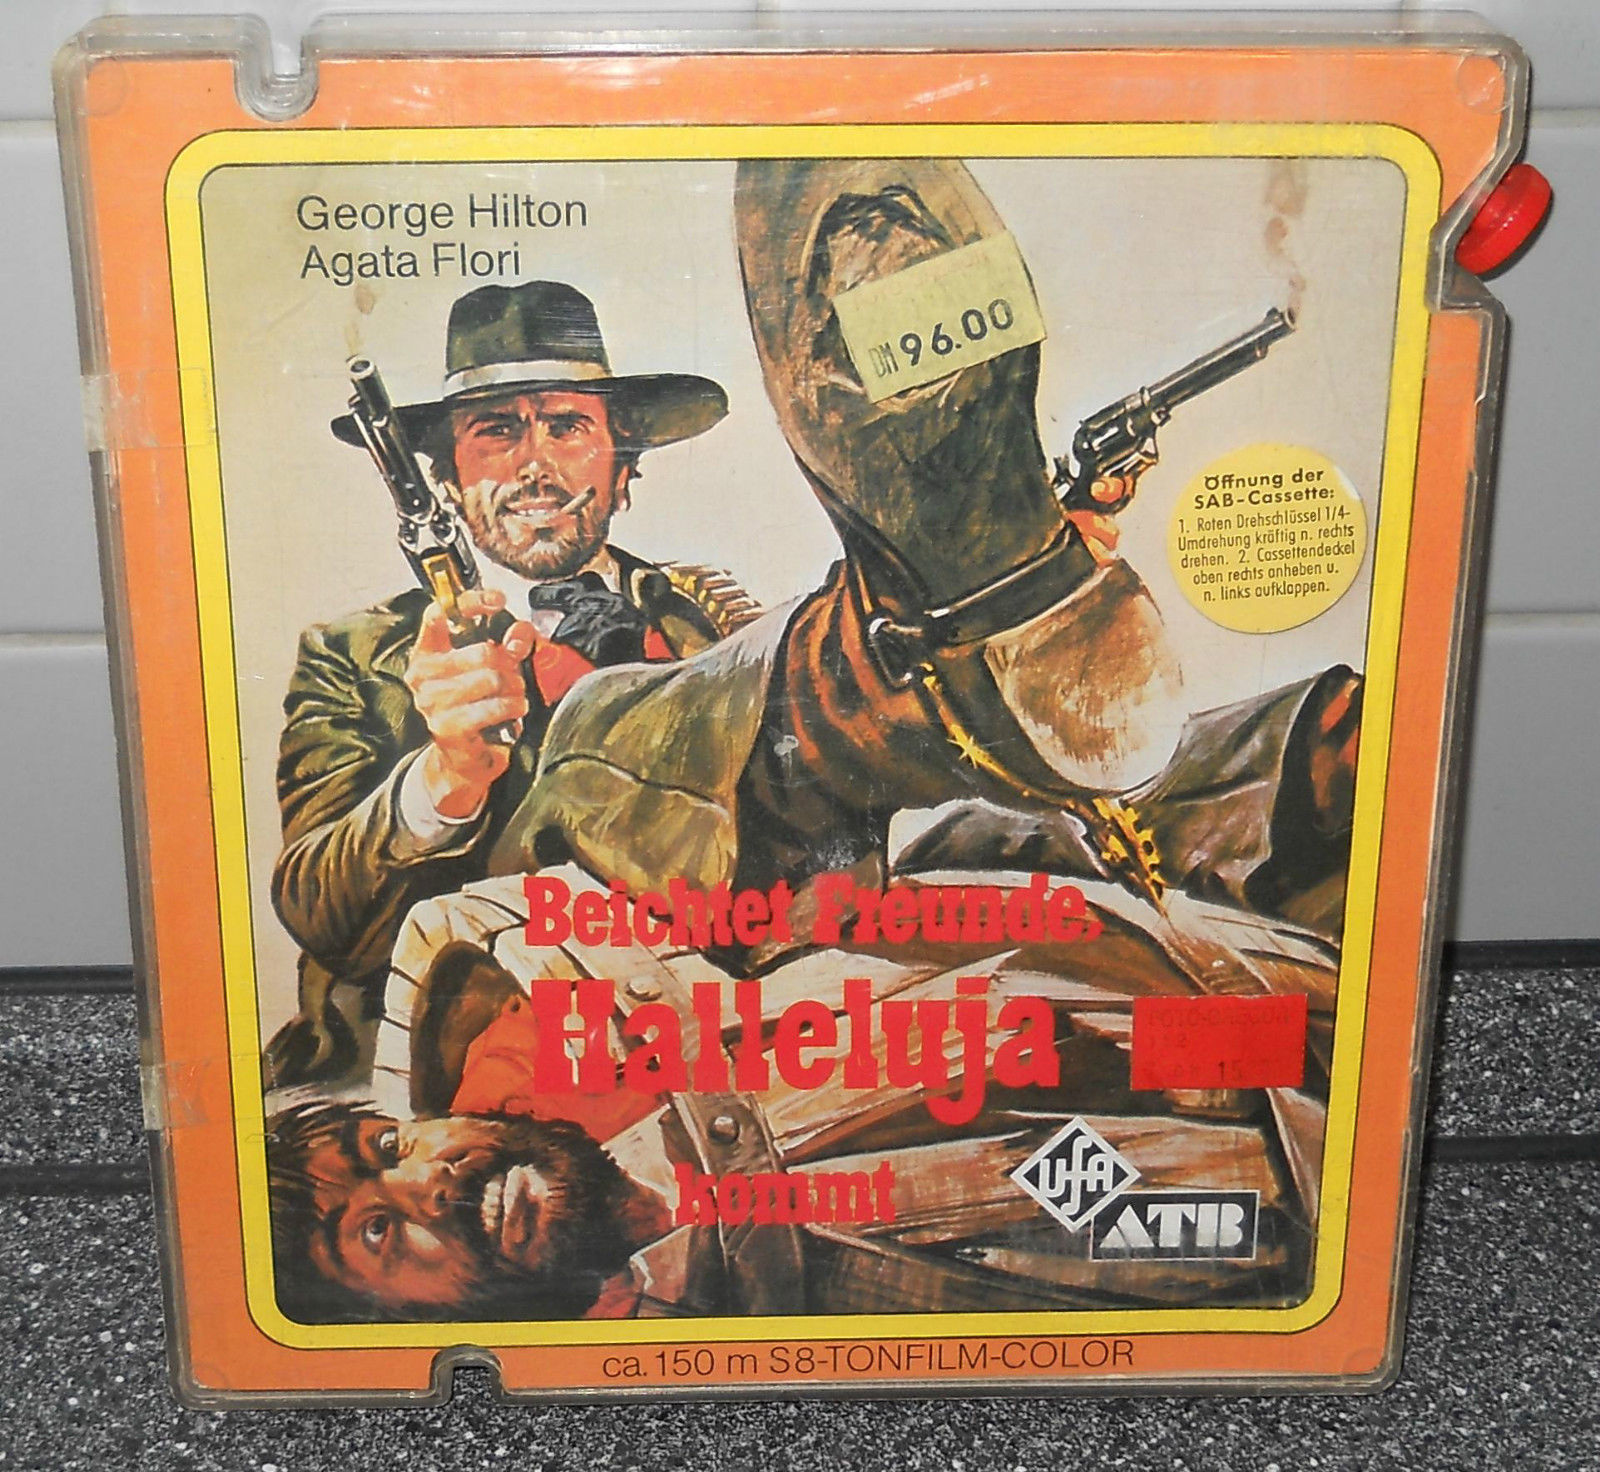 George Hilton
Agata Flori
DM 96.00
Öffnung der
SAB-Cassette:
1. Roten Drehschlüssel 1/4-
Umdrehung kräftig n. rechts
drehen. 2. Cassettendeckel
oben rechts anheben u.
n. links aufklappen.
Beichtet Freunde,
Halleluja
kommt
15
UFA
ATB
ca. 150 m S8-TONFILM-COLOR